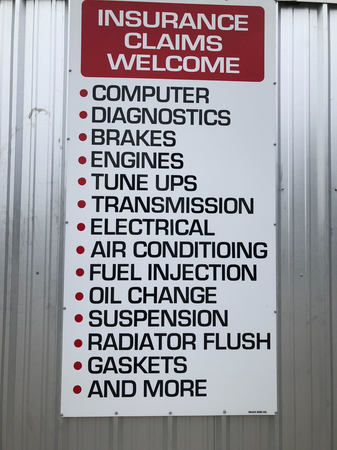 INSURANCE
CLAIMS
WELCOME
• COMPUTER
• DIAGNOSTICS
• BRAKES
• ENGINES
• TUNE UPS
• TRANSMISSION
• ELECTRICAL
• AIR CONDITIOING
• FUEL INJECTION
• OIL CHANGE
• SUSPENSION
• RADIATOR FLUSH
• GASKETS
• AND MORE